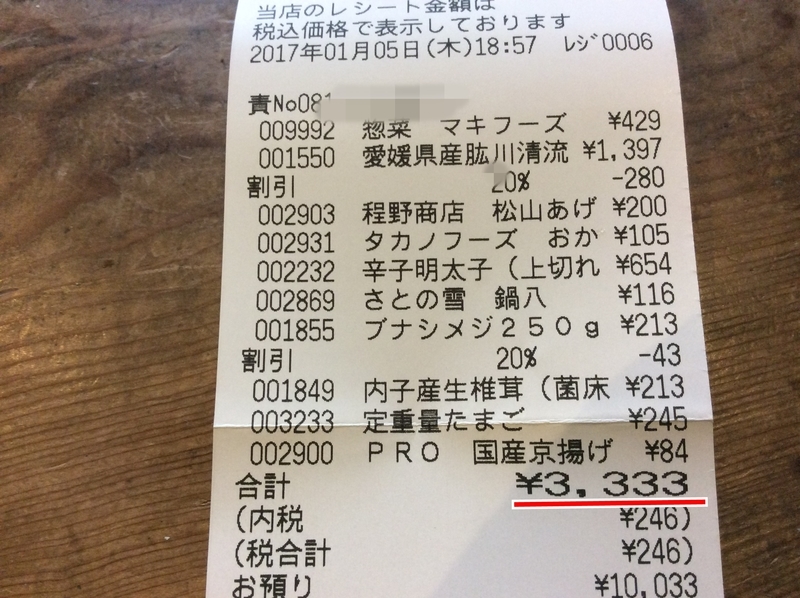 当店のレシート金額は
税込価格で表示しております
2017年01月05日(木)18:57 ﾚｼﾞ0006
責No081
009992 惣菜 マキフーズ ¥429
001550 愛媛県産肱川清流 ¥1,397
割引 20% -280
002903 程野商店 松山あげ ¥200
002931 タカノフーズ おか ¥105
002232 辛子明太子（上切れ ¥654
002869 さとの雪 鍋八 ¥116
001855 ブナシメジ２５０ｇ ¥213
割引 20% -43
001849 内子産生椎茸（菌床 ¥213
003233 定重量たまご ¥245
002900 ＰＲＯ 国産京揚げ ¥84
合計 ¥3,333
(内税 ¥246)
(税合計 ¥246)
お預り ¥10,033